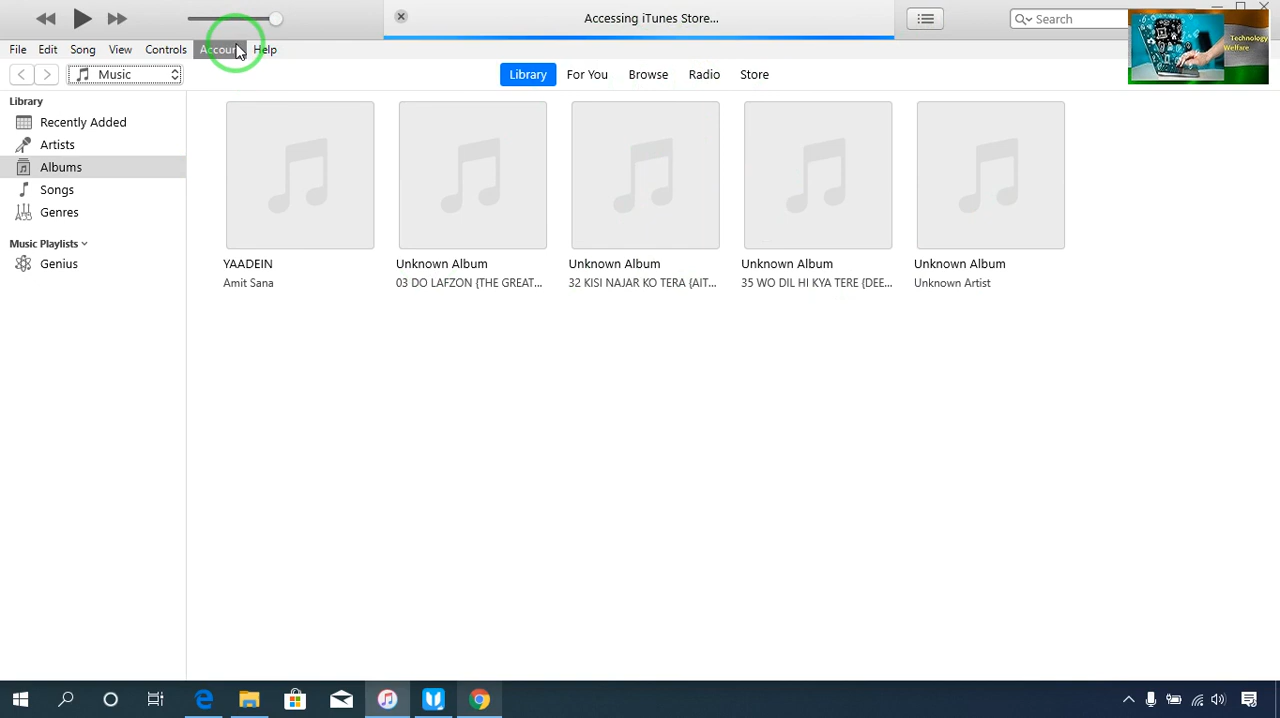 Accessing iTunes Store...
Search
Technology
Welfare
File Edit Song View Controls Account Help
Music
Library For You Browse Radio Store
Library
Recently Added
Artists
Albums
Songs
Genres
Music Playlists
Genius
YAADEIN
Amit Sana
Unknown Album
03 DO LAFZON {THE GREAT...
Unknown Album
32 KISI NAJAR KO TERA {AIT...
Unknown Album
35 WO DIL HI KYA TERE {DEE...
Unknown Album
Unknown Artist